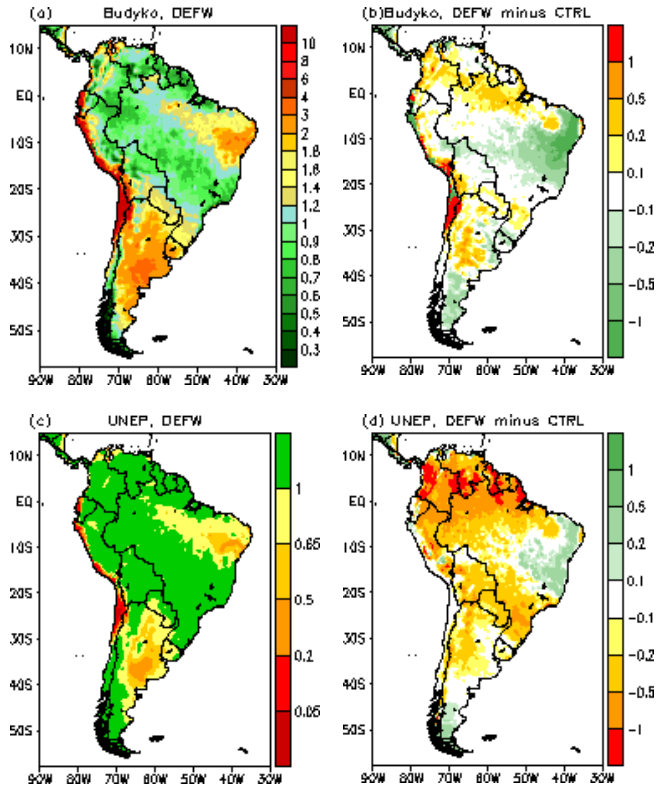 (a) Budyko, DEFW
(b)Budyko, DEFW minus CTRL
10N
EQ
10S
20S
30S
40S
50S
90W 80W 70W 60W 50W 40W 30W
10
8
6
4
3
2
1.8
1.6
1.4
1.2
1
0.9
0.8
0.7
0.6
0.5
0.4
0.3
10N
EQ
10S
20S
30S
40S
50S
90W 80W 70W 60W 50W 40W 30W
1
0.5
0.1
-0.2
-0.5
-1
(c) UNEP, DEFW
(d) UNEP, DEFW minus CTRL
10N
EQ
10S
20S
30S
40S
50S
90W 80W 70W 60W 50W 40W 30W
1
0.65
0.5
0.2
0.05
10N
EQ
10S
20S
30S
40S
50S
90W 80W 70W 60W 50W 40W 30W
1
0.5
0.2
0.1
-0.1
-0.2
-0.5
-1